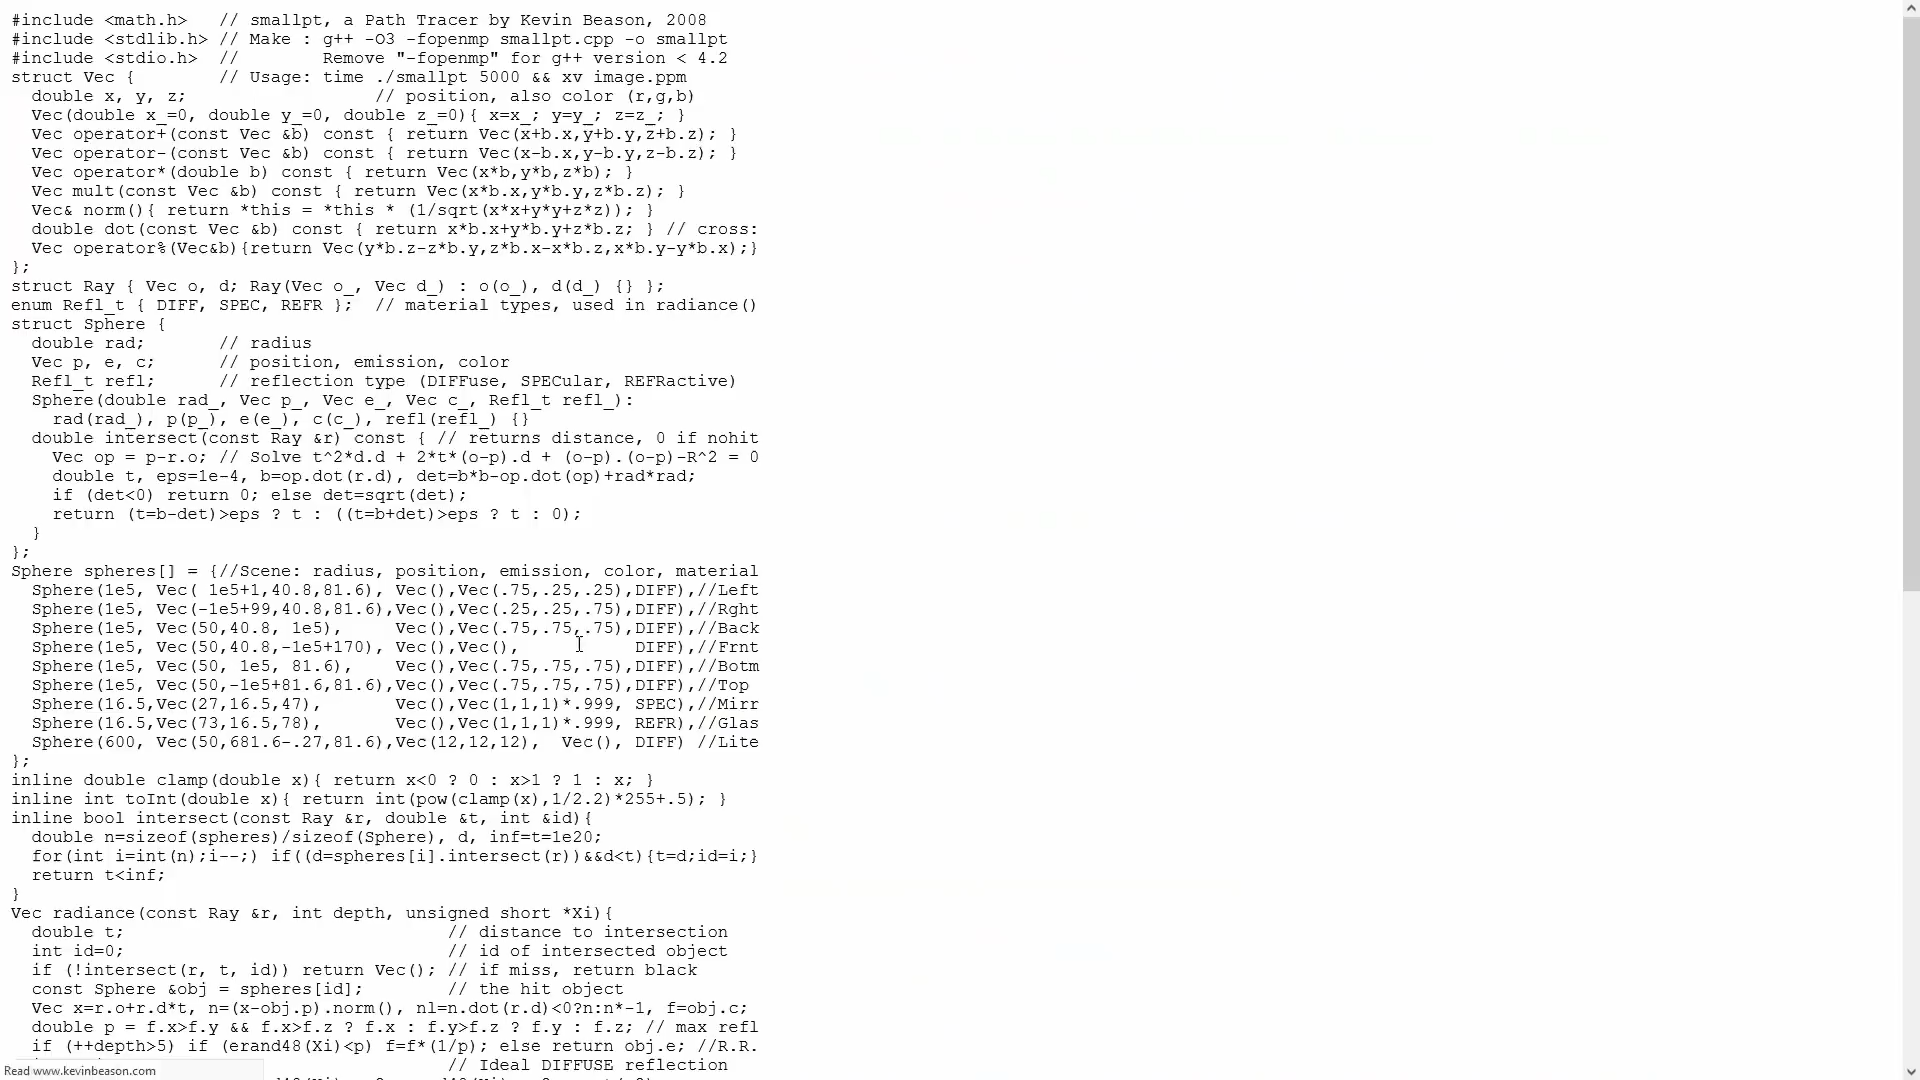 #include <math.h>   // smallpt, a Path Tracer by Kevin Beason, 2008
#include <stdlib.h> // Make : g++ -O3 -fopenmp smallpt.cpp -o smallpt
#include <stdio.h>  //        Remove "-fopenmp" for g++ version < 4.2
struct Vec {        // Usage: time ./smallpt 5000 && xv image.ppm
  double x, y, z;                  // position, also color (r,g,b)
  Vec(double x_=0, double y_=0, double z_=0){ x=x_; y=y_; z=z_; }
  Vec operator+(const Vec &b) const { return Vec(x+b.x,y+b.y,z+b.z); }
  Vec operator-(const Vec &b) const { return Vec(x-b.x,y-b.y,z-b.z); }
  Vec operator*(double b) const { return Vec(x*b,y*b,z*b); }
  Vec mult(const Vec &b) const { return Vec(x*b.x,y*b.y,z*b.z); }
  Vec& norm(){ return *this = *this * (1/sqrt(x*x+y*y+z*z)); }
  double dot(const Vec &b) const { return x*b.x+y*b.y+z*b.z; } // cross:
  Vec operator%(Vec&b){return Vec(y*b.z-z*b.y,z*b.x-x*b.z,x*b.y-y*b.x);}
};
struct Ray { Vec o, d; Ray(Vec o_, Vec d_) : o(o_), d(d_) {} };
enum Refl_t { DIFF, SPEC, REFR };  // material types, used in radiance()
struct Sphere {
  double rad;       // radius
  Vec p, e, c;      // position, emission, color
  Refl_t refl;      // reflection type (DIFFuse, SPECular, REFRactive)
  Sphere(double rad_, Vec p_, Vec e_, Vec c_, Refl_t refl_):
    rad(rad_), p(p_), e(e_), c(c_), refl(refl_) {}
  double intersect(const Ray &r) const { // returns distance, 0 if nohit
    Vec op = p-r.o; // Solve t^2*d.d + 2*t*(o-p).d + (o-p).(o-p)-R^2 = 0
    double t, eps=1e-4, b=op.dot(r.d), det=b*b-op.dot(op)+rad*rad;
    if (det<0) return 0; else det=sqrt(det);
    return (t=b-det)>eps ? t : ((t=b+det)>eps ? t : 0);
  }
};
Sphere spheres[] = {//Scene: radius, position, emission, color, material
  Sphere(1e5, Vec( 1e5+1,40.8,81.6), Vec(),Vec(.75,.25,.25),DIFF),//Left
  Sphere(1e5, Vec(-1e5+99,40.8,81.6),Vec(),Vec(.25,.25,.75),DIFF),//Rght
  Sphere(1e5, Vec(50,40.8, 1e5),     Vec(),Vec(.75,.75,.75),DIFF),//Back
  Sphere(1e5, Vec(50,40.8,-1e5+170), Vec(),Vec(),           DIFF),//Frnt
  Sphere(1e5, Vec(50, 1e5, 81.6),    Vec(),Vec(.75,.75,.75),DIFF),//Botm
  Sphere(1e5, Vec(50,-1e5+81.6,81.6),Vec(),Vec(.75,.75,.75),DIFF),//Top
  Sphere(16.5,Vec(27,16.5,47),       Vec(),Vec(1,1,1)*.999, SPEC),//Mirr
  Sphere(16.5,Vec(73,16.5,78),       Vec(),Vec(1,1,1)*.999, REFR),//Glas
  Sphere(600, Vec(50,681.6-.27,81.6),Vec(12,12,12),  Vec(), DIFF) //Lite
};
inline double clamp(double x){ return x<0 ? 0 : x>1 ? 1 : x; }
inline int toInt(double x){ return int(pow(clamp(x),1/2.2)*255+.5); }
inline bool intersect(const Ray &r, double &t, int &id){
  double n=sizeof(spheres)/sizeof(Sphere), d, inf=t=1e20;
  for(int i=int(n);i--;) if((d=spheres[i].intersect(r))&&d<t){t=d;id=i;}
  return t<inf;
}
Vec radiance(const Ray &r, int depth, unsigned short *Xi){
  double t;                               // distance to intersection
  int id=0;                               // id of intersected object
  if (!intersect(r, t, id)) return Vec(); // if miss, return black
  const Sphere &obj = spheres[id];        // the hit object
  Vec x=r.o+r.d*t, n=(x-obj.p).norm(), nl=n.dot(r.d)<0?n:n*-1, f=obj.c;
  double p = f.x>f.y && f.x>f.z ? f.x : f.y>f.z ? f.y : f.z; // max refl
  if (++depth>5) if (erand48(Xi)<p) f=f*(1/p); else return obj.e; //R.R.
// Ideal DIFFUSE reflection
Read www.kevinbeason.com